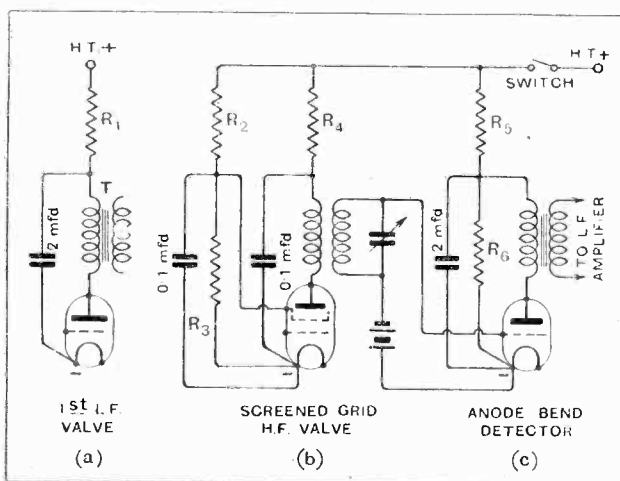 HT+
R1
T
2 mfd
1st L.F.
VALVE
(a)
R2
R4
0·1 mfd
0·1 mfd
R3
SCREENED GRID
H.F. VALVE
(b)
SWITCH
HT+
R5
2 mfd
R6
TO L.F.
AMPLIFIER
ANODE BEND
DETECTOR
(c)